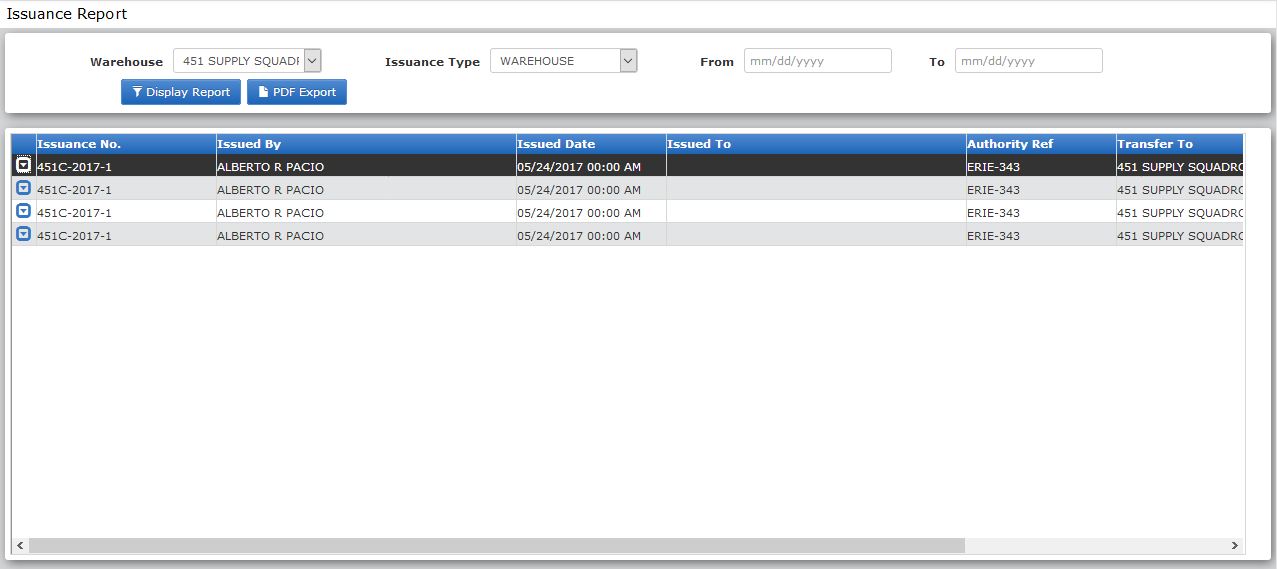 Issuance Report
Warehouse 451 SUPPLY SQUADR Issuance Type WAREHOUSE From mm/dd/yyyy To mm/dd/yyyy
Display Report PDF Export
Issuance No. Issued By Issued Date Issued To Authority Ref Transfer To
451C-2017-1 ALBERTO R PACIO 05/24/2017 00:00 AM ERIE-343 451 SUPPLY SQUADRO
451C-2017-1 ALBERTO R PACIO 05/24/2017 00:00 AM ERIE-343 451 SUPPLY SQUADRO
451C-2017-1 ALBERTO R PACIO 05/24/2017 00:00 AM ERIE-343 451 SUPPLY SQUADRO
451C-2017-1 ALBERTO R PACIO 05/24/2017 00:00 AM ERIE-343 451 SUPPLY SQUADRO